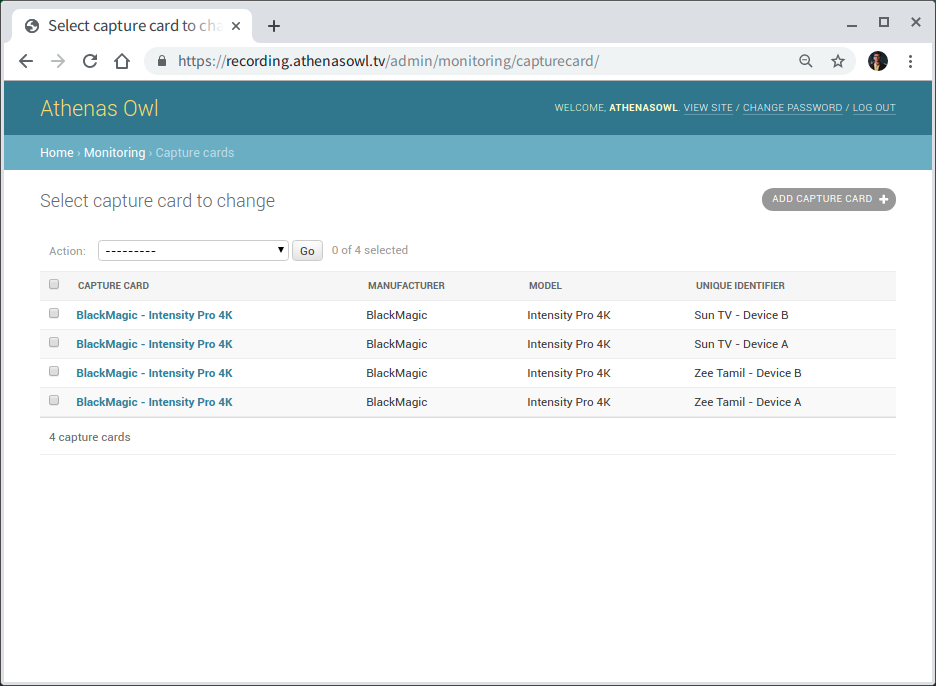 Select capture card to cha
https://recording.athenasowl.tv/admin/monitoring/capturecard/
Athenas Owl
WELCOME, ATHENASOWL. VIEW SITE / CHANGE PASSWORD / LOG OUT
Home › Monitoring › Capture cards
Select capture card to change
ADD CAPTURE CARD +
Action: --------- Go 0 of 4 selected
CAPTURE CARD MANUFACTURER MODEL UNIQUE IDENTIFIER
BlackMagic - Intensity Pro 4K BlackMagic Intensity Pro 4K Sun TV - Device B
BlackMagic - Intensity Pro 4K BlackMagic Intensity Pro 4K Sun TV - Device A
BlackMagic - Intensity Pro 4K BlackMagic Intensity Pro 4K Zee Tamil - Device B
BlackMagic - Intensity Pro 4K BlackMagic Intensity Pro 4K Zee Tamil - Device A
4 capture cards